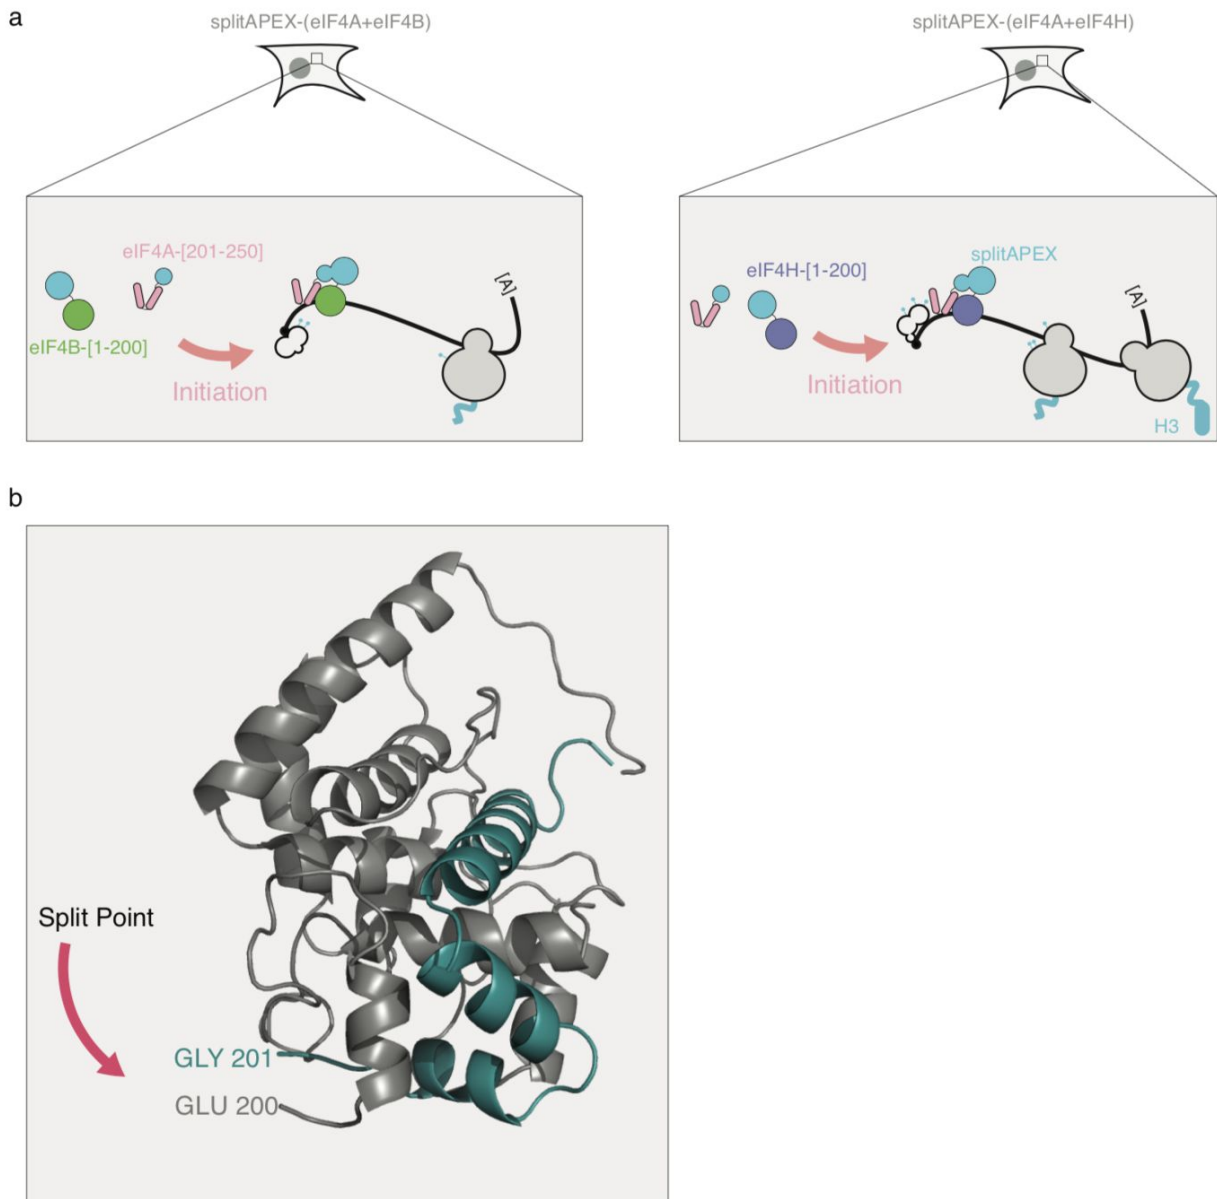 a
splitAPEX-(eIF4A+eIF4B)
splitAPEX-(eIF4A+eIF4H)
eIF4A-[201-250]
eIF4B-[1-200]
Initiation
[A]
eIF4H-[1-200]
splitAPEX
Initiation
[A]
H3
b
Split Point
GLY 201
GLU 200